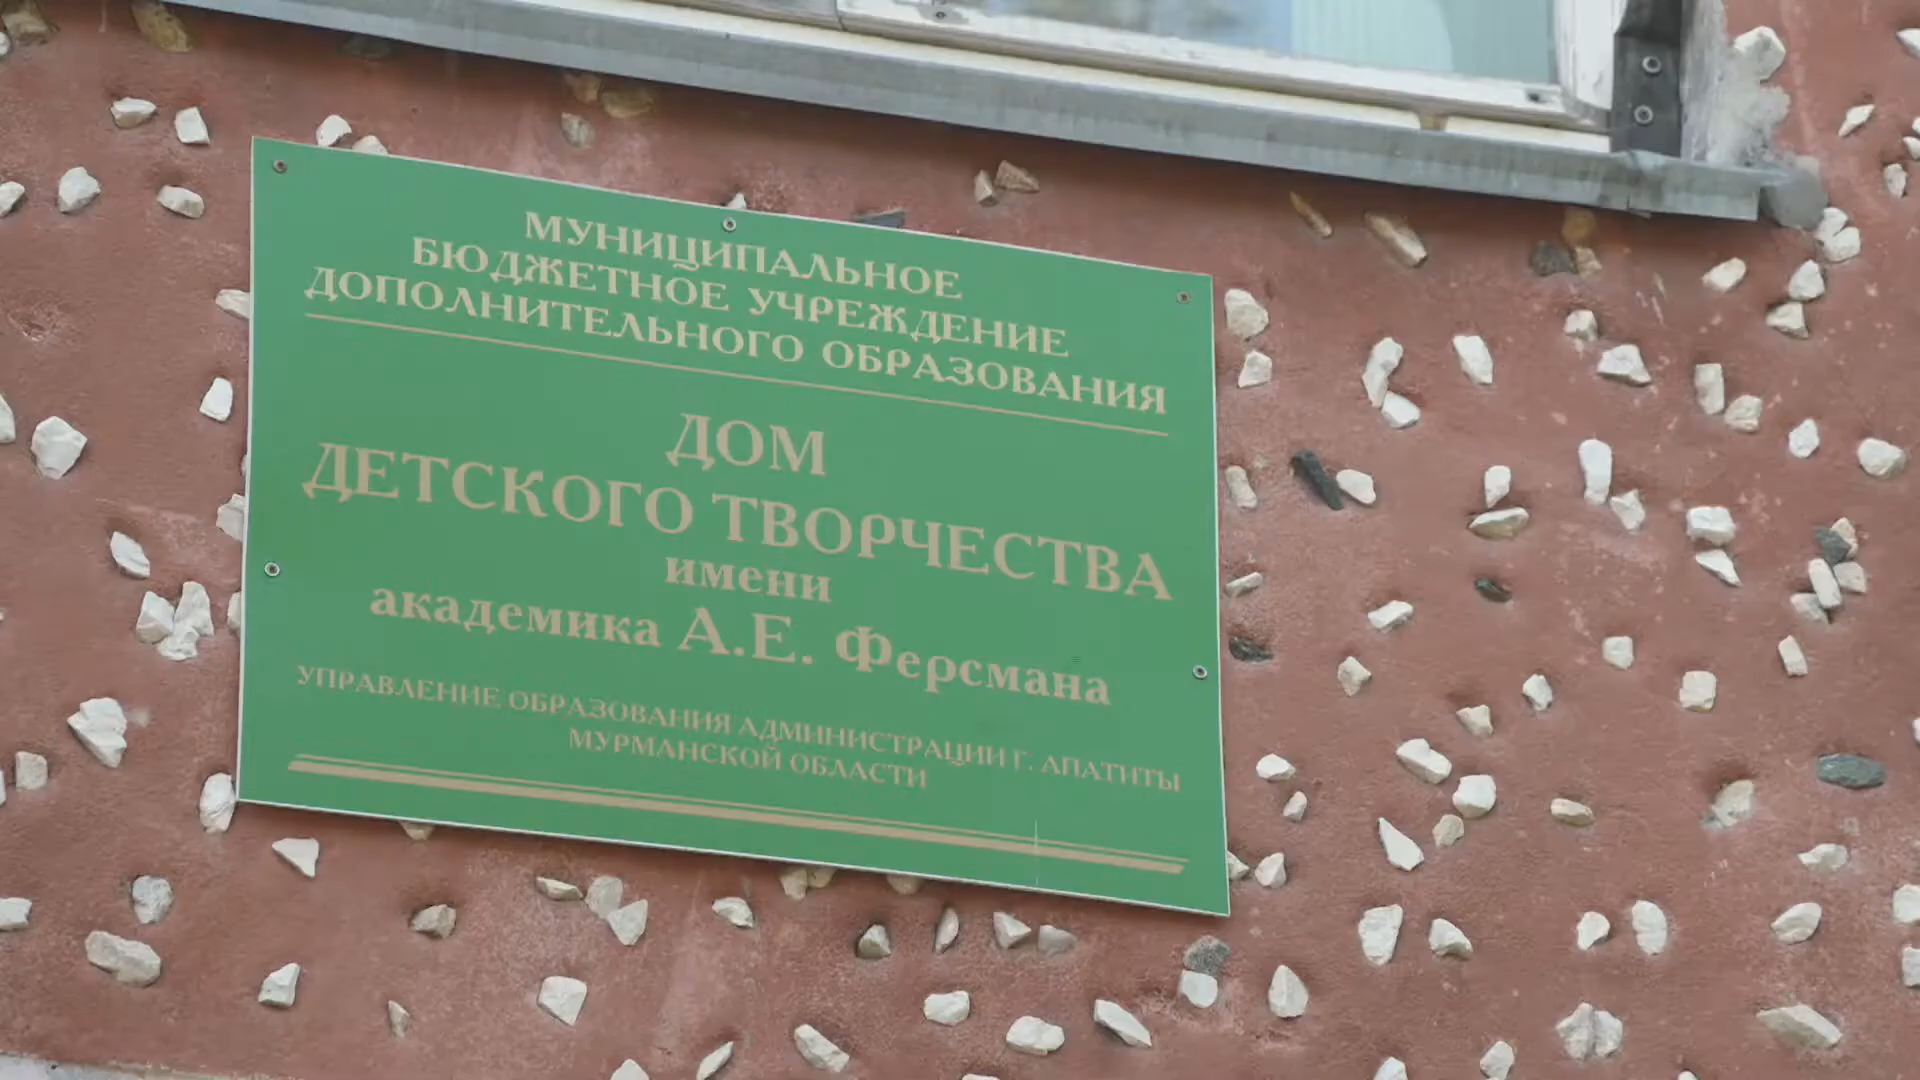 МУНИЦИПАЛЬНОЕ
БЮДЖЕТНОЕ УЧРЕЖДЕНИЕ
ДОПОЛНИТЕЛЬНОГО ОБРАЗОВАНИЯ
ДОМ
ДЕТСКОГО ТВОРЧЕСТВА
имени
академика А.Е. Ферсмана
УПРАВЛЕНИЕ ОБРАЗОВАНИЯ АДМИНИСТРАЦИИ Г. АПАТИТЫ
МУРМАНСКОЙ ОБЛАСТИ